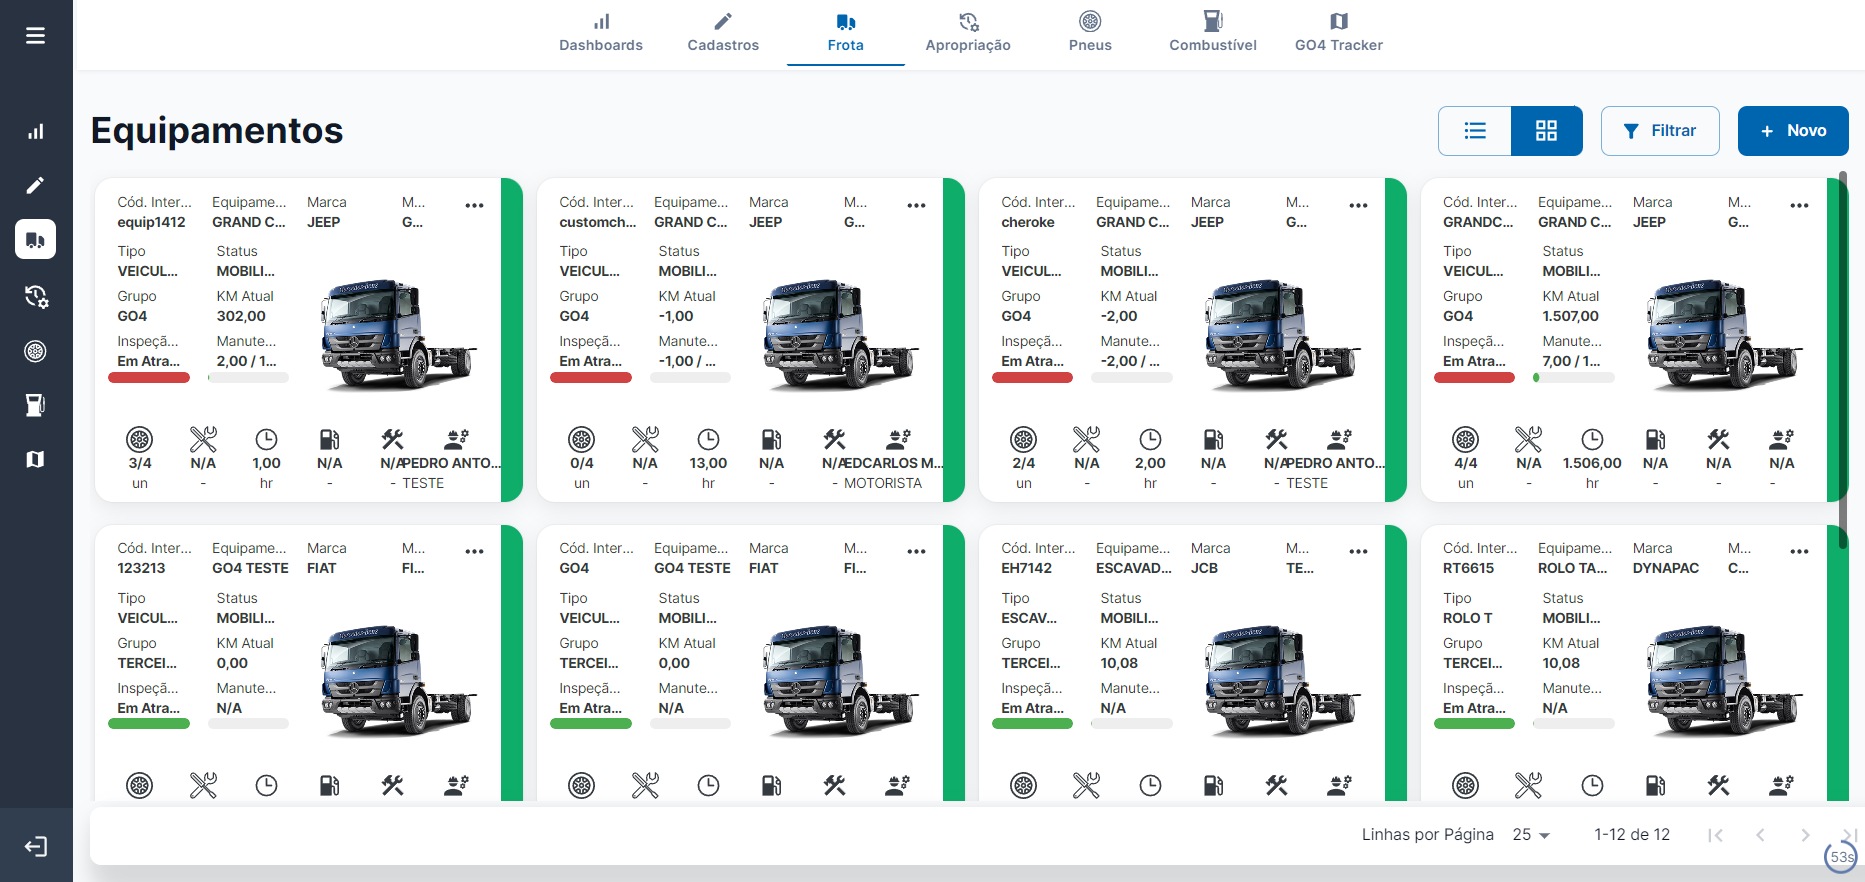 Dashboards Cadastros Frota Apropriação Pneus Combustível GO4 Tracker
Equipamentos
Filtrar
+ Novo
Cód. Inter... Equipame... Marca M... •••
equip1412 GRAND C... JEEP G...
Tipo Status
VEICUL... MOBILI...
Grupo KM Atual
GO4 302,00
Inspeçã... Manute...
Em Atra... 2,00 / 1...
3/4 N/A 1,00 N/A N/A PEDRO ANTO...
un - hr - - TESTE
Cód. Inter... Equipame... Marca M... •••
customch... GRAND C... JEEP G...
Tipo Status
VEICUL... MOBILI...
Grupo KM Atual
GO4 -1,00
Inspeçã... Manute...
Em Atra... -1,00 / ...
0/4 N/A 13,00 N/A N/A EDCARLOS M...
un - hr - - MOTORISTA
Cód. Inter... Equipame... Marca M... •••
cheroke GRAND C... JEEP G...
Tipo Status
VEICUL... MOBILI...
Grupo KM Atual
GO4 -2,00
Inspeçã... Manute...
Em Atra... -2,00 / ...
2/4 N/A 2,00 N/A N/A PEDRO ANTO...
un - hr - - TESTE
Cód. Inter... Equipame... Marca M... •••
GRANDC... GRAND C... JEEP G...
Tipo Status
VEICUL... MOBILI...
Grupo KM Atual
GO4 1.507,00
Inspeçã... Manute...
Em Atra... 7,00 / 1...
4/4 N/A 1.506,00 N/A N/A N/A
un - hr - - -
Cód. Inter... Equipame... Marca M... •••
123213 GO4 TESTE FIAT FI...
Tipo Status
VEICUL... MOBILI...
Grupo KM Atual
TERCEI... 0,00
Inspeçã... Manute...
Em Atra... N/A
Cód. Inter... Equipame... Marca M... •••
GO4 GO4 TESTE FIAT FI...
Tipo Status
VEICUL... MOBILI...
Grupo KM Atual
TERCEI... 0,00
Inspeçã... Manute...
Em Atra... N/A
Cód. Inter... Equipame... Marca M... •••
EH7142 ESCAVAD... JCB TE...
Tipo Status
ESCAV... MOBILI...
Grupo KM Atual
TERCEI... 10,08
Inspeçã... Manute...
Em Atra... N/A
Cód. Inter... Equipame... Marca M... •••
RT6615 ROLO TA... DYNAPAC C...
Tipo Status
ROLO T MOBILI...
Grupo KM Atual
TERCEI... 10,08
Inspeçã... Manute...
Em Atra... N/A
Linhas por Página 25 1-12 de 12
53s